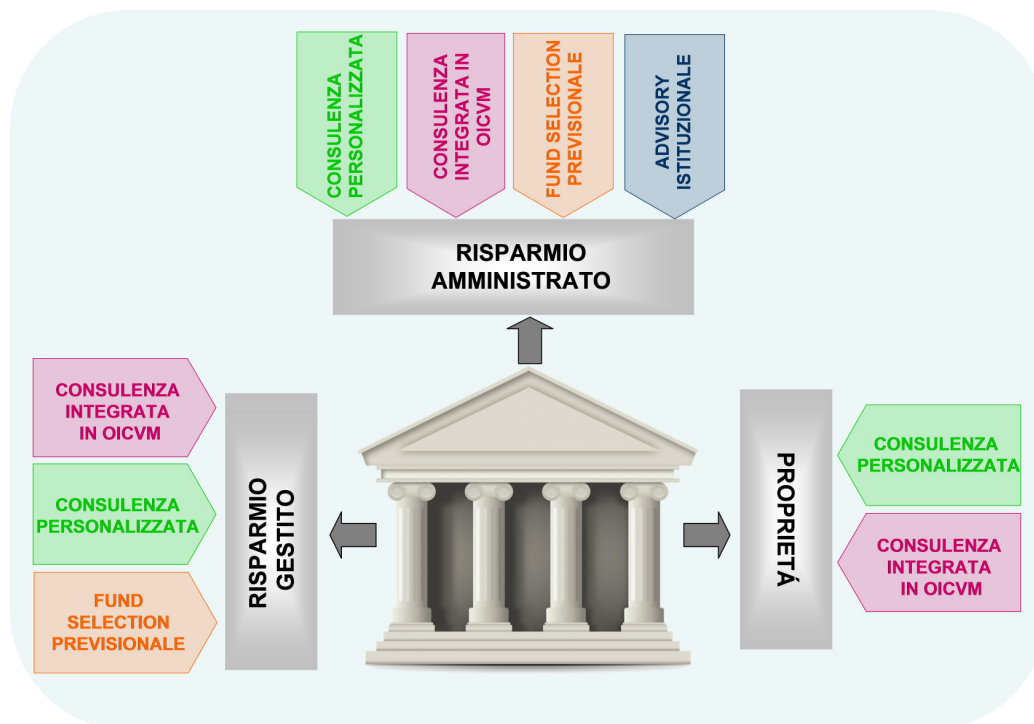 CONSULENZA
PERSONALIZZATA
CONSULENZA
INTEGRATA IN
OICVM
FUND SELECTION
PREVISIONALE
ADVISORY
ISTITUZIONALE
RISPARMIO
AMMINISTRATO
CONSULENZA
INTEGRATA
IN OICVM
CONSULENZA
PERSONALIZZATA
FUND
SELECTION
PREVISIONALE
RISPARMIO
GESTITO
PROPRIETÁ
CONSULENZA
PERSONALIZZATA
CONSULENZA
INTEGRATA
IN OICVM